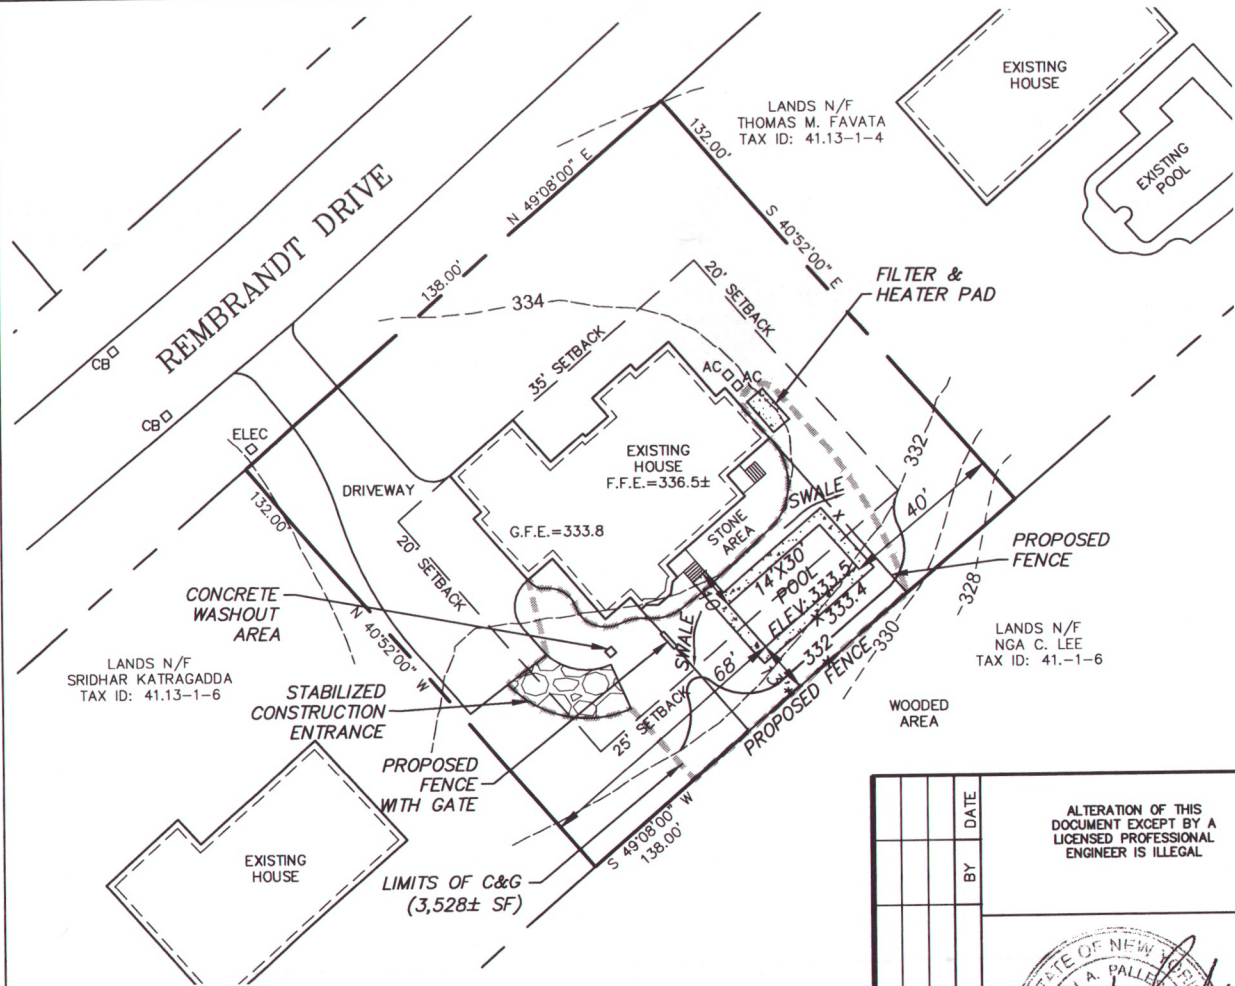 EXISTING
HOUSE
LANDS N/F
THOMAS M. FAVATA
TAX ID: 41.13-1-4
EXISTING
POOL
132.00'
N 49°08'00" E
S 40°52'00" E
REMBRANDT DRIVE
138.00'
334
20' SETBACK
FILTER &
HEATER PAD
35' SETBACK
CB
CB
AC
AC
ELEC
EXISTING
HOUSE
F.F.E.=336.5±
DRIVEWAY
332
SWALE
40'
132.00'
G.F.E.=333.8
STONE
AREA
20' SETBACK
14'X30'
POOL
ELEV:333.5
333.4
PROPOSED
FENCE
328
CONCRETE
WASHOUT
AREA
N 40°52'00" W
SWALE
68'
332
330
LANDS N/F
NGA C. LEE
TAX ID: 41.-1-6
LANDS N/F
SRIDHAR KATRAGADDA
TAX ID: 41.13-1-6
STABILIZED
CONSTRUCTION
ENTRANCE
25' SETBACK
PROPOSED FENCE
WOODED
AREA
PROPOSED
FENCE
WITH GATE
S 49°08'00" W
138.00'
EXISTING
HOUSE
LIMITS OF C&G
(3,528± SF)
BY DATE
ALTERATION OF THIS
DOCUMENT EXCEPT BY A
LICENSED PROFESSIONAL
ENGINEER IS ILLEGAL
OF NEW
A.